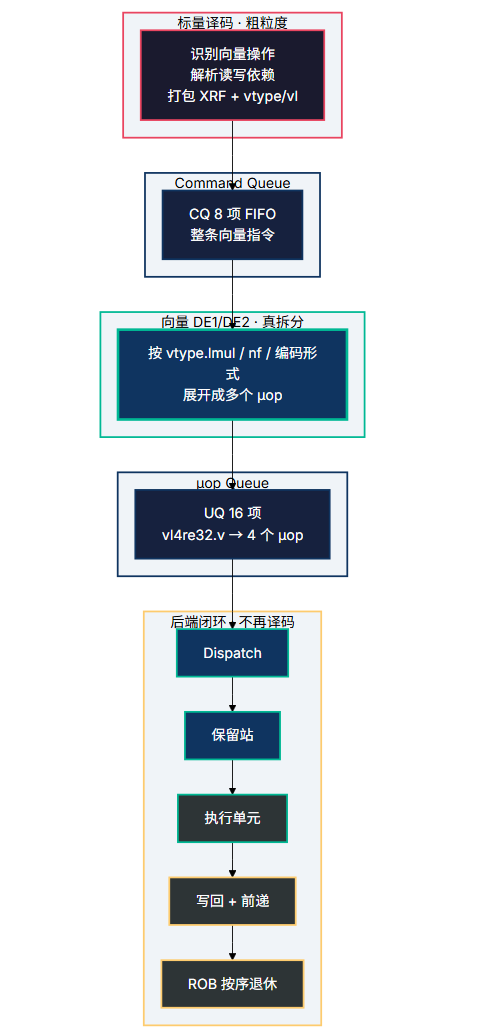 标量译码 · 粗粒度
识别向量操作
解析读写依赖
打包 XRF + vtype/vl
Command Queue
CQ 8 项 FIFO
整条向量指令
向量 DE1/DE2 · 真拆分
按 vtype.lmul / nf / 编码形
式
展开成多个 μop
μop Queue
UQ 16 项
vl4re32.v → 4 个 μop
后端闭环 · 不再译码
Dispatch
保留站
执行单元
写回 + 前递
ROB 按序退休